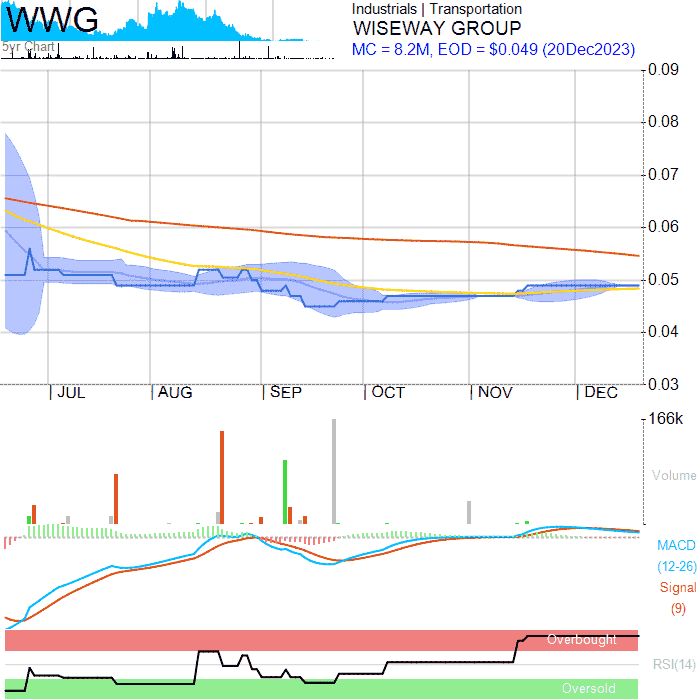 WWG
5yr Chart
Industrials | Transportation
WISEWAY GROUP
MC = 8.2M, EOD = $0.049 (20Dec2023)
0.09
0.08
0.07
0.06
0.05
0.04
0.03
JUL
AUG
SEP
OCT
NOV
DEC
166k
Volume
MACD
(12-26)
Signal
(9)
Overbought
RSI(14)
Oversold